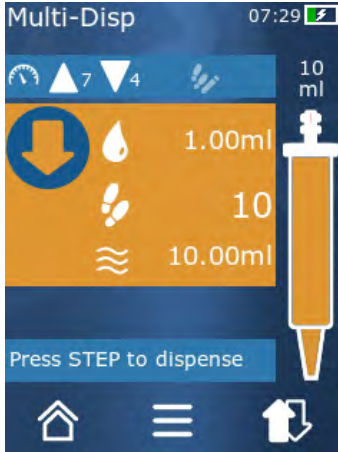 Multi-Disp 07:29
7 4
10
ml
1.00ml
10
10.00ml
Press STEP to dispense